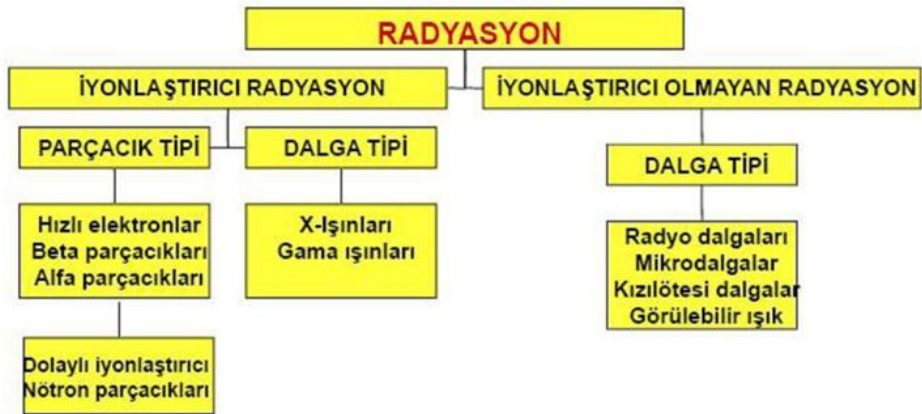 RADYASYON
İYONLAŞTIRICI RADYASYON
İYONLAŞTIRICI OLMAYAN RADYASYON
PARÇACIK TİPİ
DALGA TİPİ
DALGA TİPİ
Hızlı elektronlar
Beta parçacıkları
Alfa parçacıkları
X-Işınları
Gama ışınları
Radyo dalgaları
Mikrodalgalar
Kızılötesi dalgalar
Görülebilir ışık
Dolaylı iyonlaştırıcı
Nötron parçacıkları